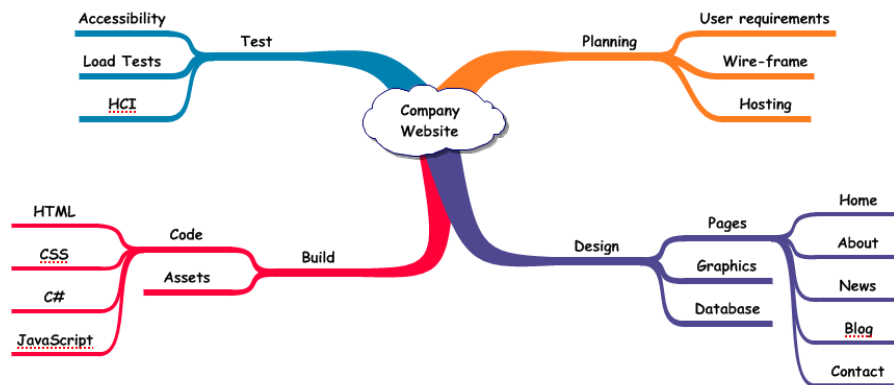 Accessibility
Test
Load Tests
HCI
Company
Website
Planning
User requirements
Wire-frame
Hosting
HTML
Code
CSS
C#
JavaScript
Assets
Build
Design
Pages
Graphics
Database
Home
About
News
Blog
Contact